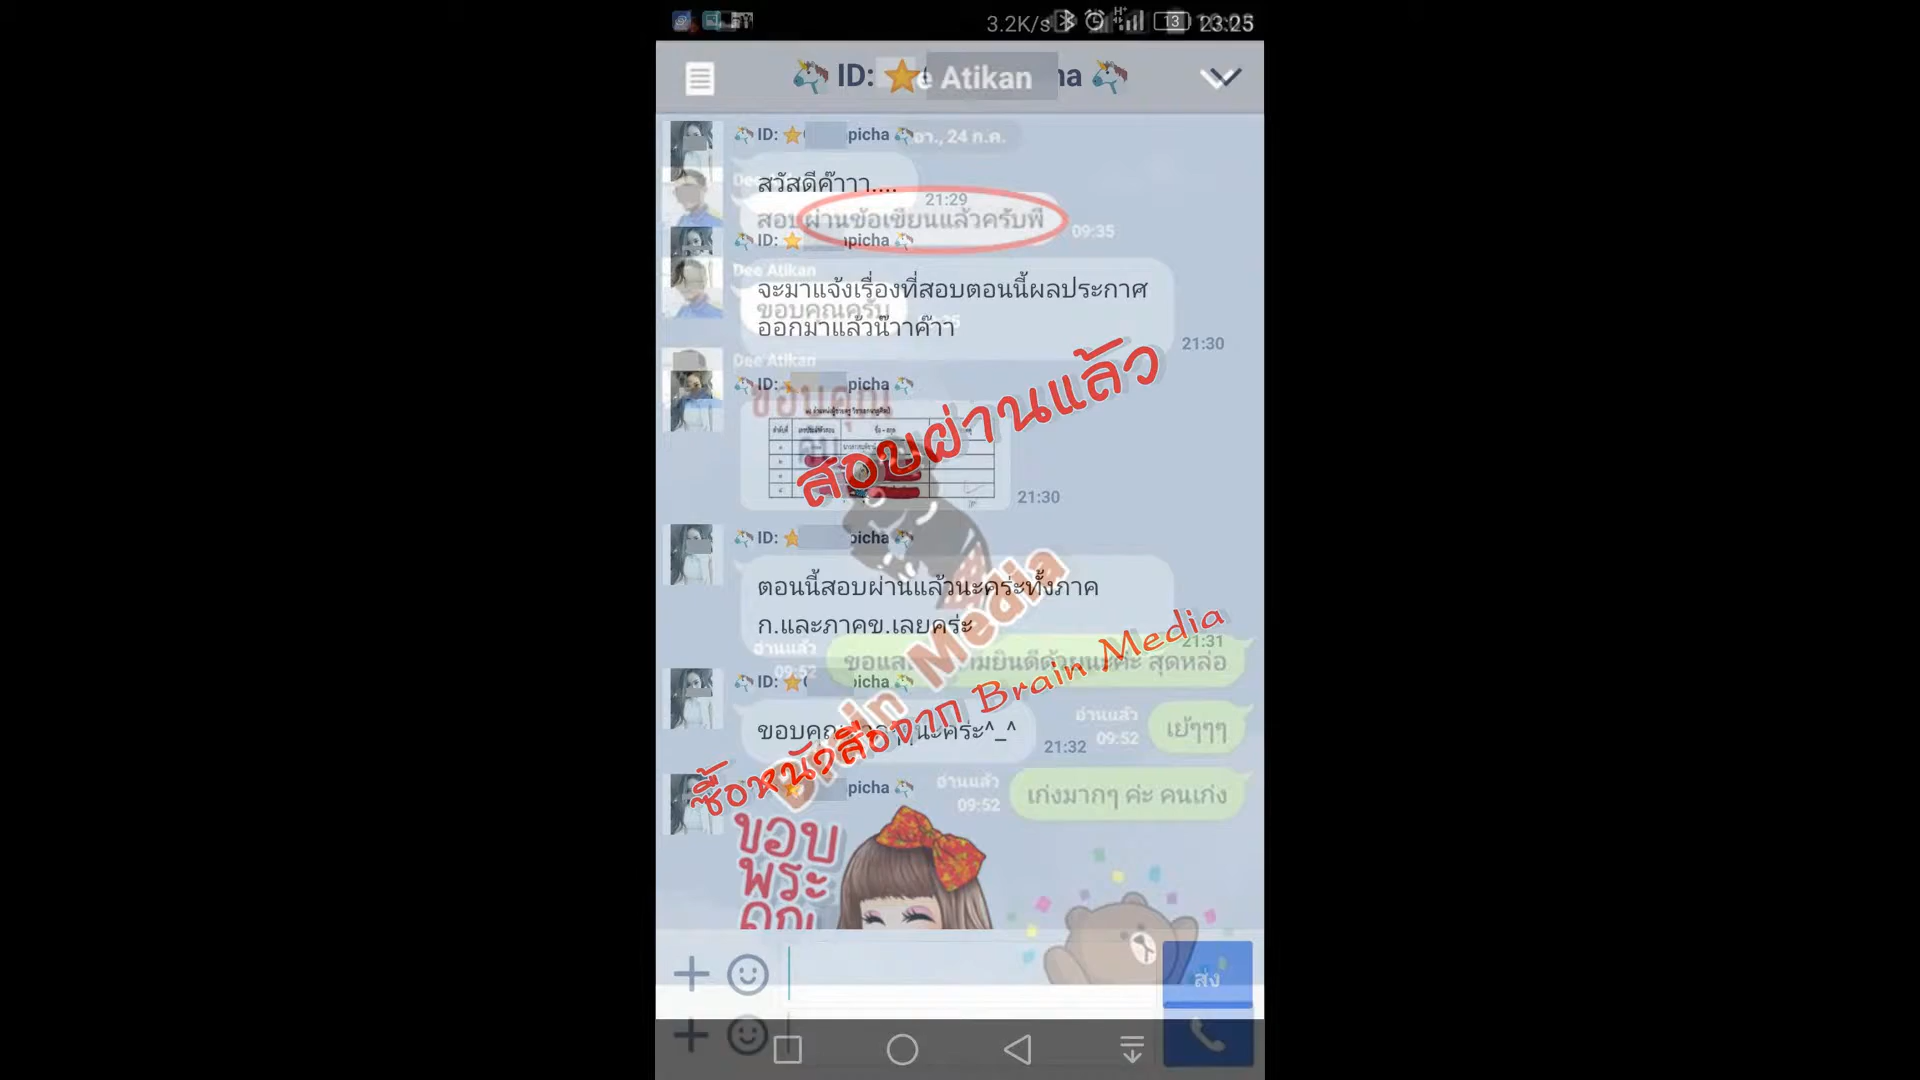 3.2K/s
13
23:25
ID: ⭐
e Atikan
ha
ID: ⭐
picha
อา., 24 ก.ค.
สวัสดีค๊าาา....
21:29
สอบผ่านข้อเขียนแล้วครับพี่
09:35
ID: ⭐
picha
Dee Atikan
จะมาแจ้งเรื่องที่สอบตอนนี้ผลประกาศ
ออกมาแล้วน๊าาค๊าา
ขอบคุณครับ
21:30
Dee Atikan
สอบผ่านแล้ว
ID:
picha
ขอบคุณ
21:30
ID: ⭐
picha
ตอนนี้สอบผ่านแล้วนะคร่ะทั้งภาค
ก.และภาคข.เลยคร่ะ
21:31
อ่านแล้ว
09:52
Brain Media
ID: ⭐
picha
ซื้อหนังสือจาก Brain Media
อ่านแล้ว
09:52
เย้ๆๆๆ
21:32
picha
อ่านแล้ว
09:52
เก่งมากๆ ค่ะ คนเก่ง
ขอบ
พระ
คุณ
ส่ง